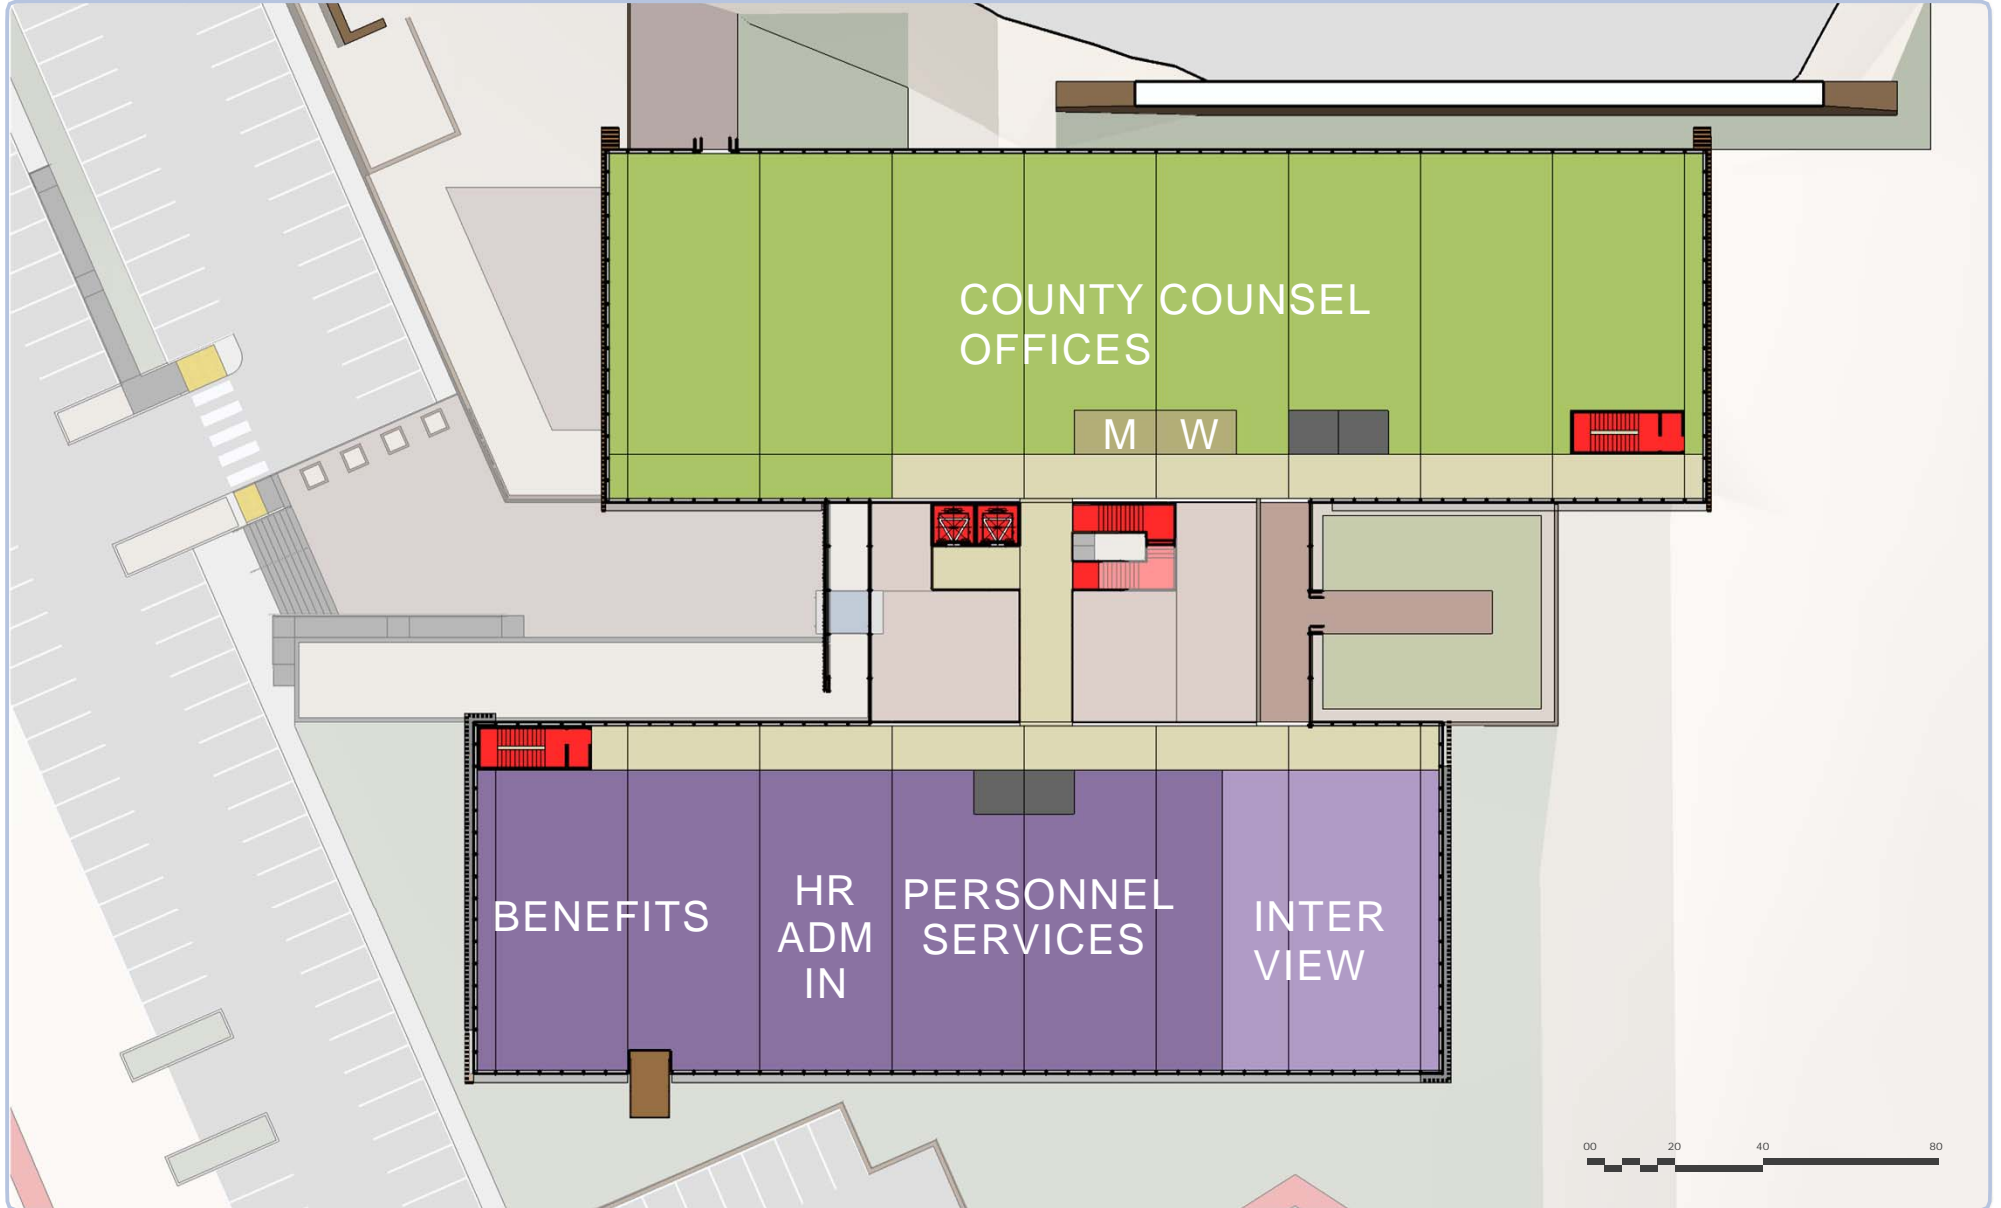 COUNTY COUNSEL
OFFICES
M W
BENEFITS
HR
ADM
IN
PERSONNEL
SERVICES
INTER
VIEW
00 20 40 80